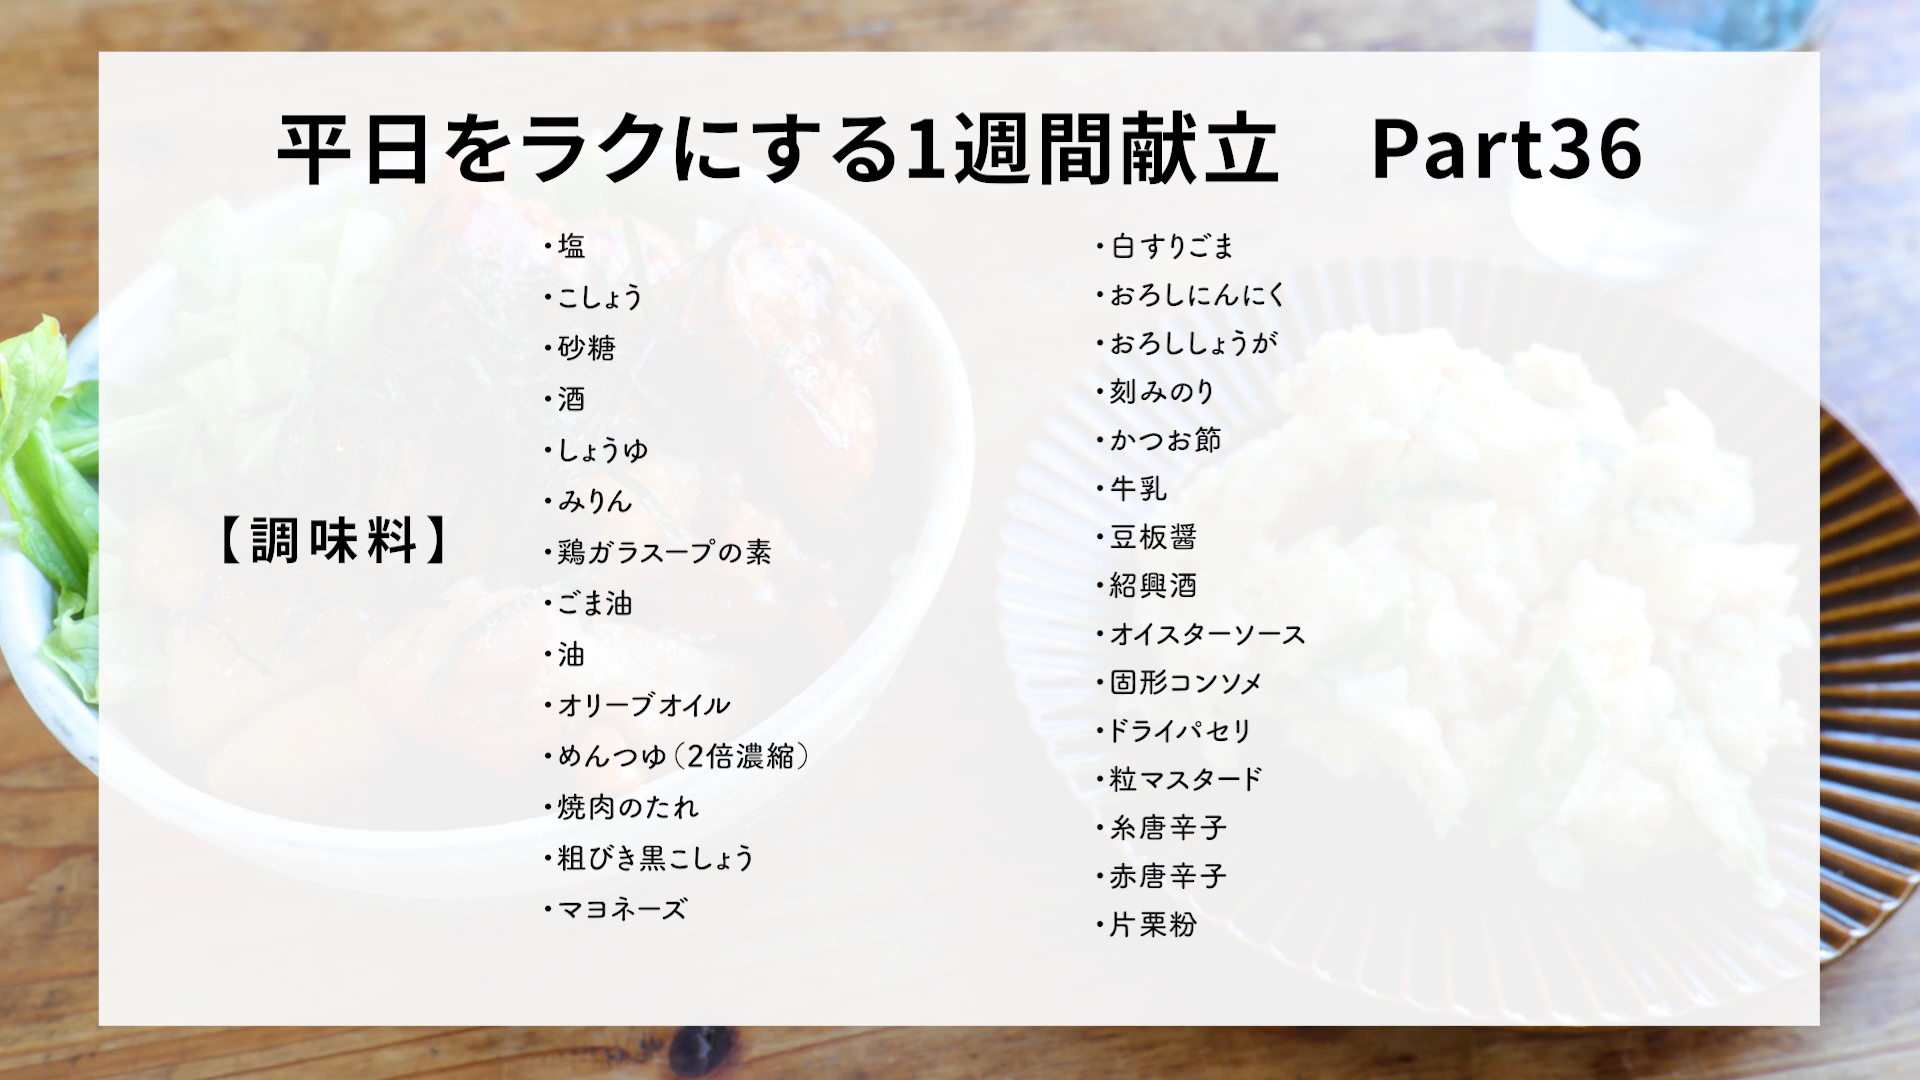 平日をラクにする1週間献立　Part36
【調味料】
・塩
・こしょう
・砂糖
・酒
・しょうゆ
・みりん
・鶏ガラスープの素
・ごま油
・油
・オリーブオイル
・めんつゆ（2倍濃縮）
・焼肉のたれ
・粗びき黒こしょう
・マヨネーズ
・白すりごま
・おろしにんにく
・おろししょうが
・刻みのり
・かつお節
・牛乳
・豆板醤
・紹興酒
・オイスターソース
・固形コンソメ
・ドライパセリ
・粒マスタード
・糸唐辛子
・赤唐辛子
・片栗粉